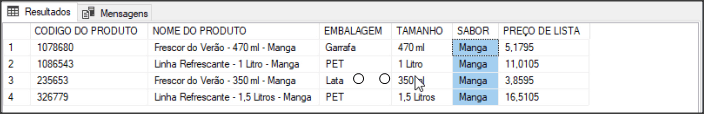 Resultados Mensagens
CODIGO DO PRODUTO NOME DO PRODUTO EMBALAGEM TAMANHO SABOR PREÇO DE LISTA
1 1078680 Frescor do Verão - 470 ml - Manga Garrafa 470 ml Manga 5,1795
2 1086543 Linha Refrescante - 1 Litro - Manga PET 1 Litro Manga 11,0105
3 235653 Frescor do Verão - 350 ml - Manga Lata 350 ml Manga 3,8595
4 326779 Linha Refrescante - 1,5 Litros - Manga PET 1,5 Litros Manga 16,5105